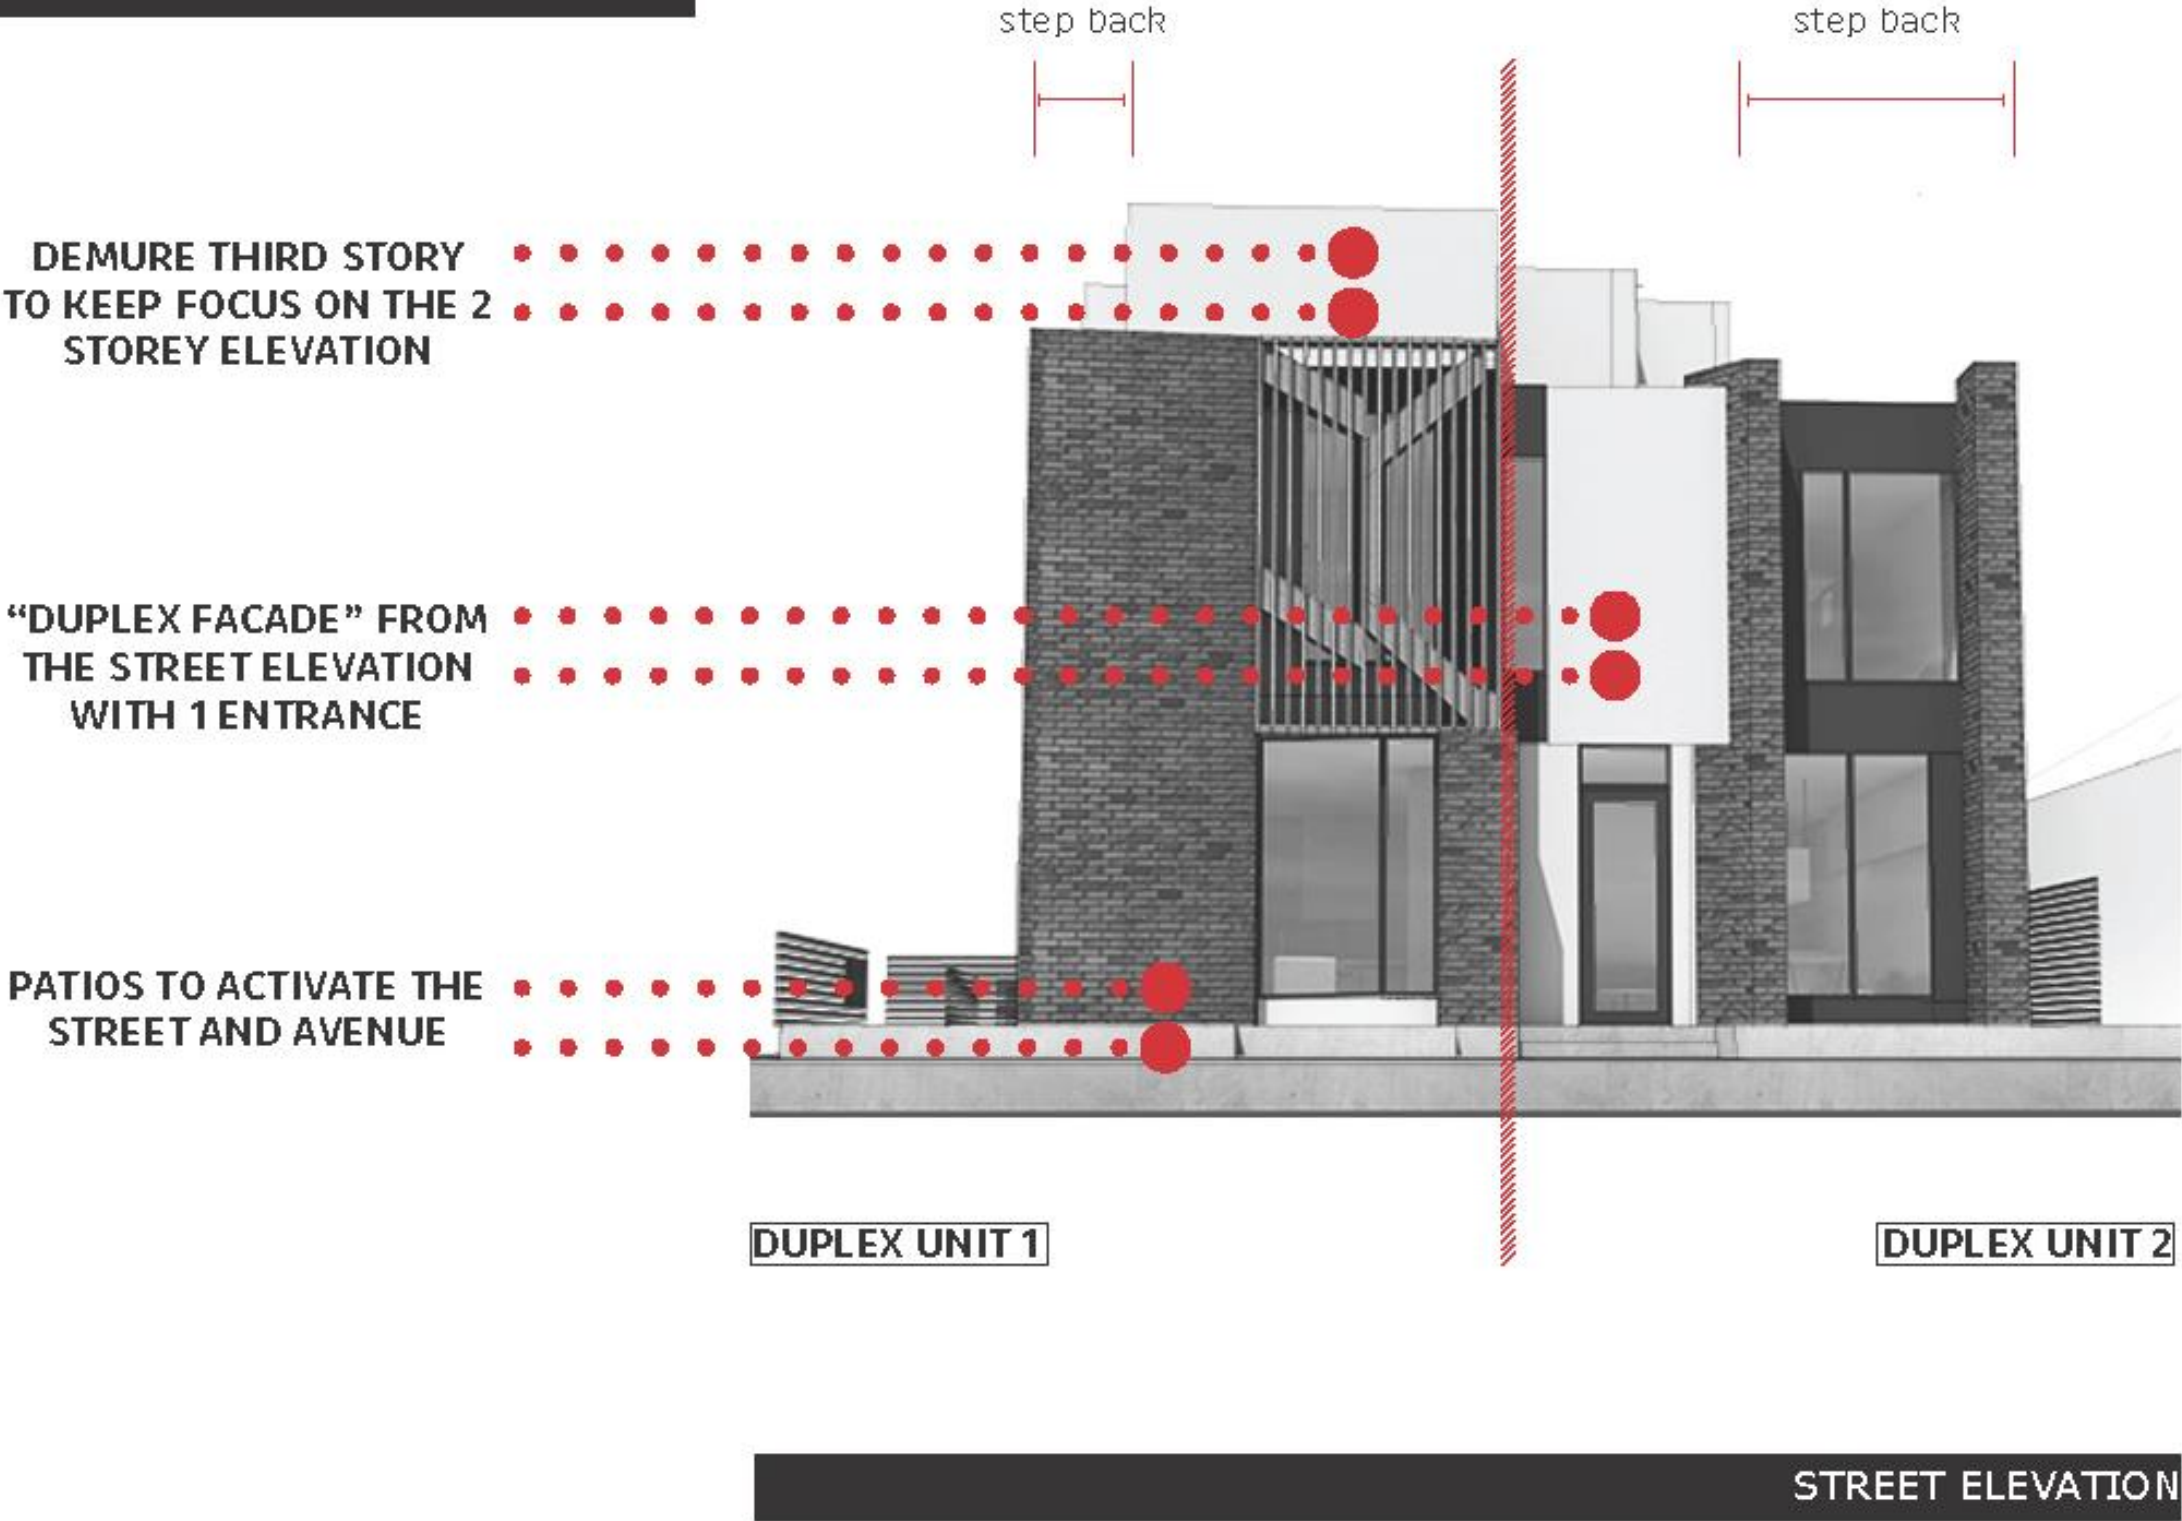 step back
step back
DEMURE THIRD STORY
TO KEEP FOCUS ON THE 2
STOREY ELEVATION
“DUPLEX FACADE” FROM
THE STREET ELEVATION
WITH 1 ENTRANCE
PATIOS TO ACTIVATE THE
STREET AND AVENUE
DUPLEX UNIT 1
DUPLEX UNIT 2
STREET ELEVATION